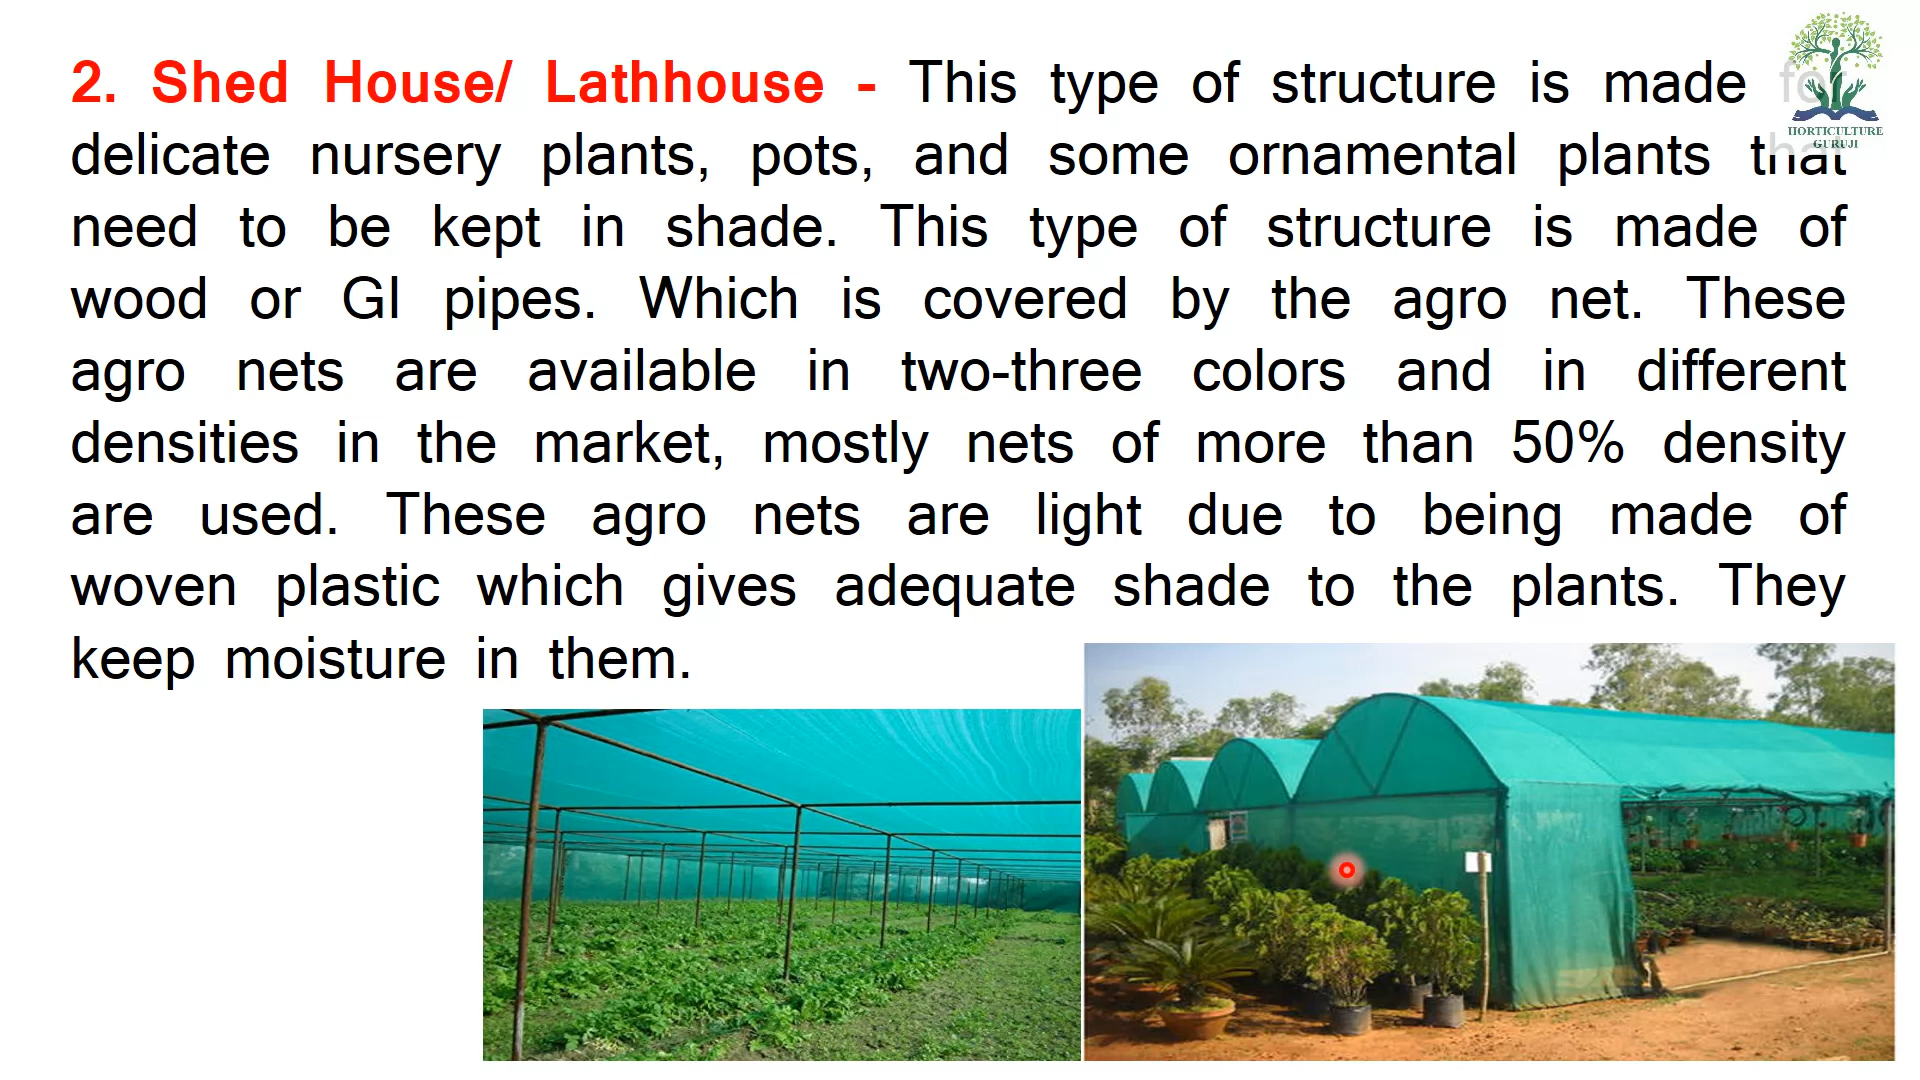 2. Shed House/ Lathhouse - This type of structure is made for
delicate nursery plants, pots, and some ornamental plants that
need to be kept in shade. This type of structure is made of
wood or GI pipes. Which is covered by the agro net. These
agro nets are available in two-three colors and in different
densities in the market, mostly nets of more than 50% density
are used. These agro nets are light due to being made of
woven plastic which gives adequate shade to the plants. They
keep moisture in them.
HORTICULTURE
GURUJI